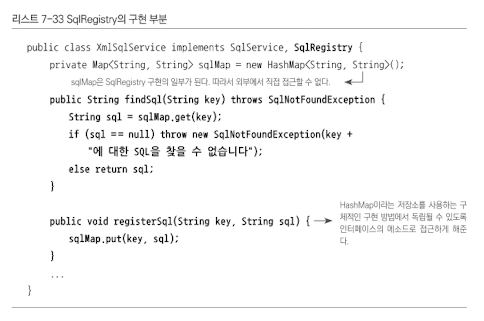 리스트 7-33 SqlRegistry의 구현 부분
public class XmlSqlService implements SqlService, SqlRegistry {
private Map<String, String> sqlMap = new HashMap<String, String>();
sqlMap은 SqlRegistry 구현의 일부가 된다. 따라서 외부에서 직접 접근할 수 없다.
public String findSql(String key) throws SqlNotFoundException {
String sql = sqlMap.get(key);
if (sql == null) throw new SqlNotFoundException(key +
"에 대한 SQL을 찾을 수 없습니다");
else return sql;
}
public void registerSql(String key, String sql) {
HashMap이라는 저장소를 사용하는 구
체적인 구현 방법에서 독립될 수 있도록
인터페이스의 메소드로 접근하게 해준
다.
sqlMap.put(key, sql);
}
...
}